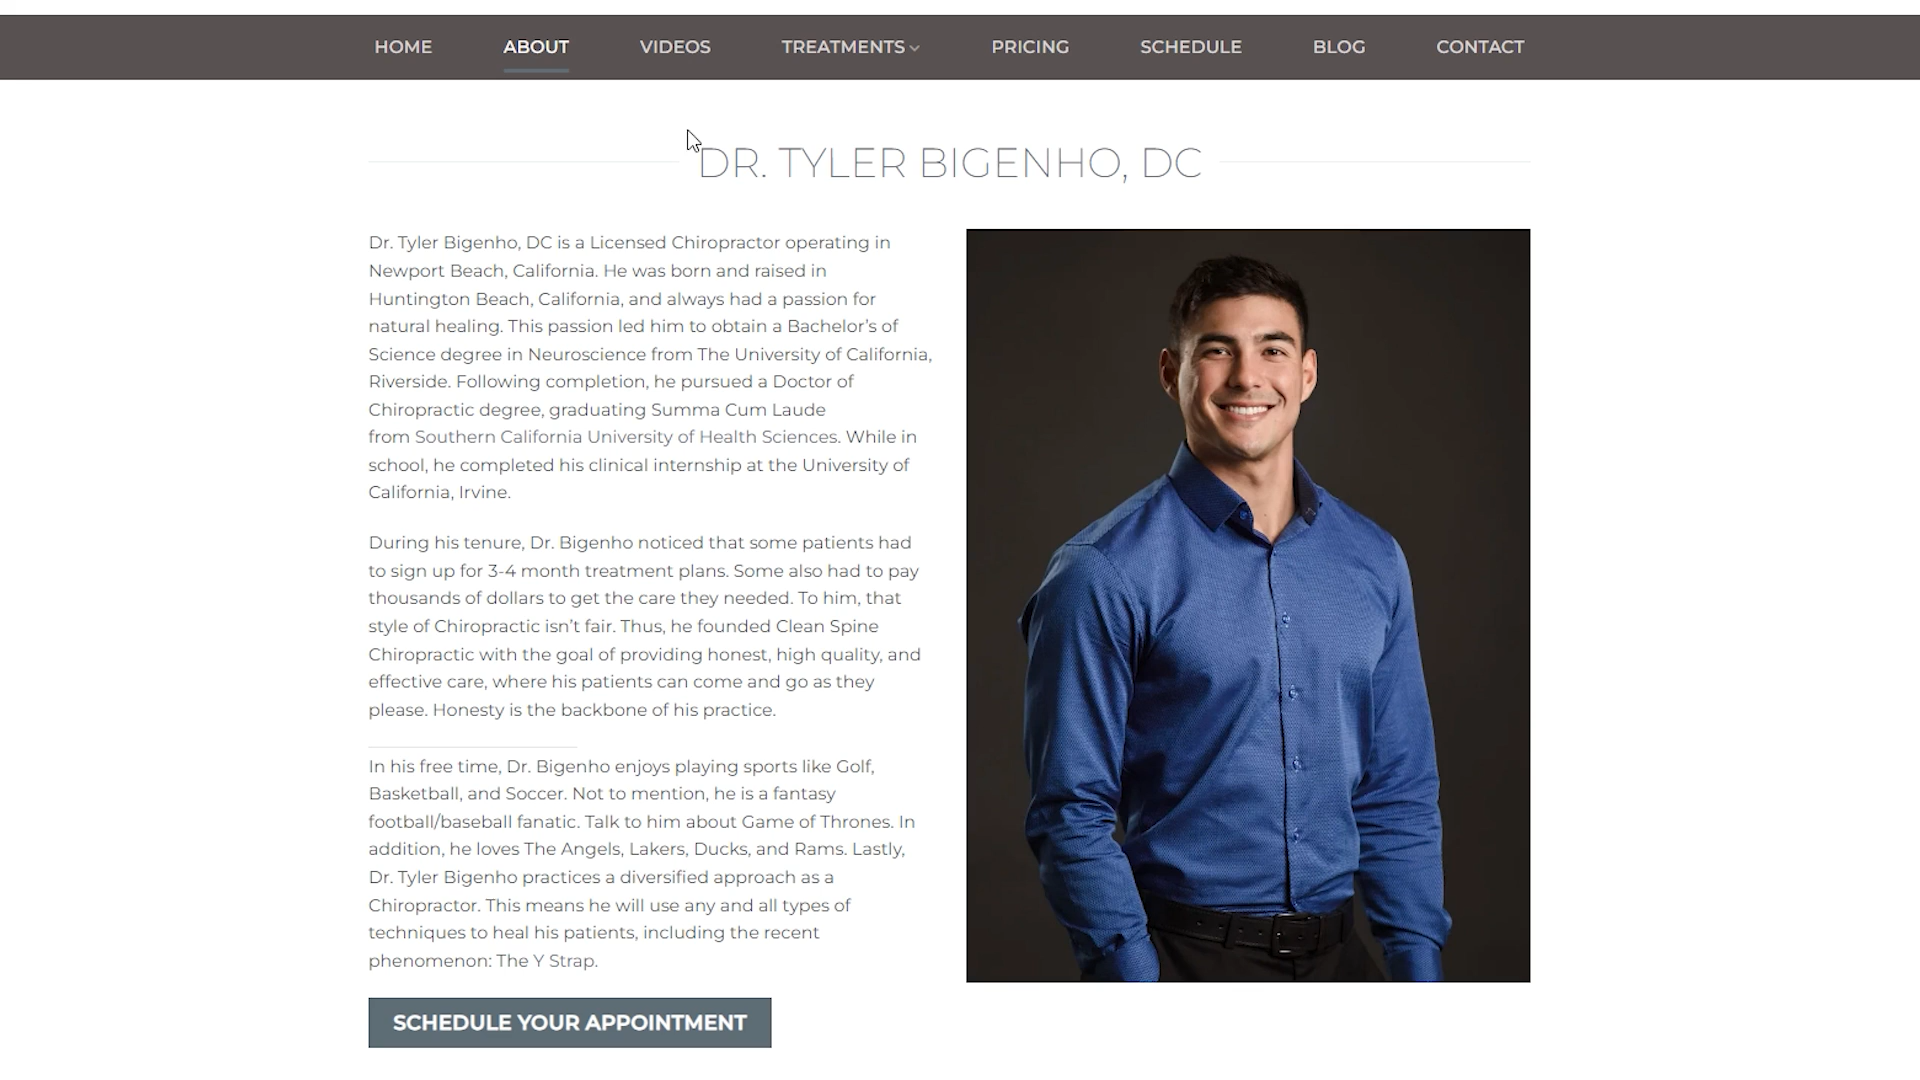 HOME ABOUT VIDEOS TREATMENTS PRICING SCHEDULE BLOG CONTACT
DR. TYLER BIGENHO, DC
Dr. Tyler Bigenho, DC is a Licensed Chiropractor operating in
Newport Beach, California. He was born and raised in
Huntington Beach, California, and always had a passion for
natural healing. This passion led him to obtain a Bachelor’s of
Science degree in Neuroscience from The University of California,
Riverside. Following completion, he pursued a Doctor of
Chiropractic degree, graduating Summa Cum Laude
from Southern California University of Health Sciences. While in
school, he completed his clinical internship at the University of
California, Irvine.
During his tenure, Dr. Bigenho noticed that some patients had
to sign up for 3-4 month treatment plans. Some also had to pay
thousands of dollars to get the care they needed. To him, that
style of Chiropractic isn’t fair. Thus, he founded Clean Spine
Chiropractic with the goal of providing honest, high quality, and
effective care, where his patients can come and go as they
please. Honesty is the backbone of his practice.
In his free time, Dr. Bigenho enjoys playing sports like Golf,
Basketball, and Soccer. Not to mention, he is a fantasy
football/baseball fanatic. Talk to him about Game of Thrones. In
addition, he loves The Angels, Lakers, Ducks, and Rams. Lastly,
Dr. Tyler Bigenho practices a diversified approach as a
Chiropractor. This means he will use any and all types of
techniques to heal his patients, including the recent
phenomenon: The Y Strap.
SCHEDULE YOUR APPOINTMENT